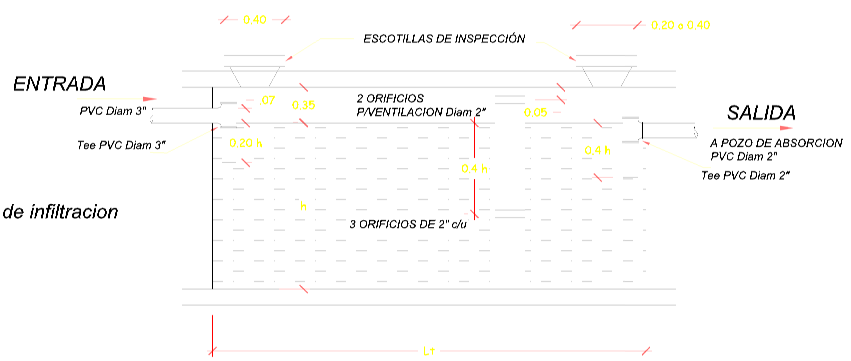 0.40
0.20 o 0.40
ESCOTILLAS DE INSPECCIÓN
ENTRADA
PVC Diam 3"
.07
0.35
2 ORIFICIOS
P/VENTILACION Diam 2"
0.05
SALIDA
Tee PVC Diam 3"
0.20 h
0.4 h
0.4 h
A POZO DE ABSORCION
PVC Diam 2"
Tee PVC Diam 2"
de infiltracion
h
3 ORIFICIOS DE 2" c/u
L1